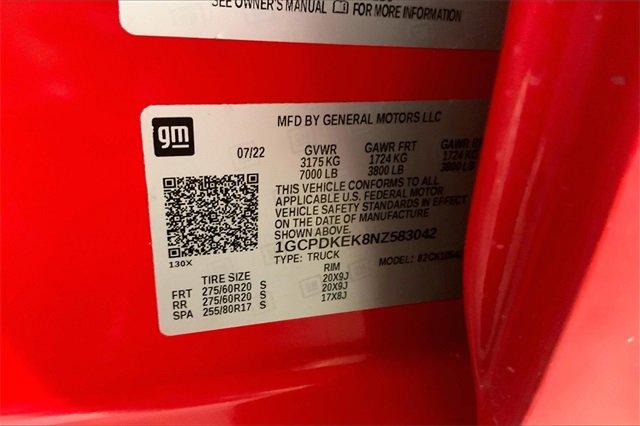 SEE OWNER'S MANUAL FOR MORE INFORMATION
gm
MFD BY GENERAL MOTORS LLC
07/22 GVWR GAWR FRT GAWR
3175 KG 1724 KG 1724 KG
7000 LB 3800 LB 3800 LB
THIS VEHICLE CONFORMS TO ALL
APPLICABLE U.S. FEDERAL MOTOR
VEHICLE SAFETY STANDARDS IN EFFECT
ON THE DATE OF MANUFACTURE
SHOWN ABOVE.
1GCPDKEK8NZ583042
TYPE: TRUCK MODEL:
130X
TIRE SIZE RIM
FRT 275/60R20 S 20X9J
RR 275/60R20 S 20X9J
SPA 255/80R17 S 17X8J